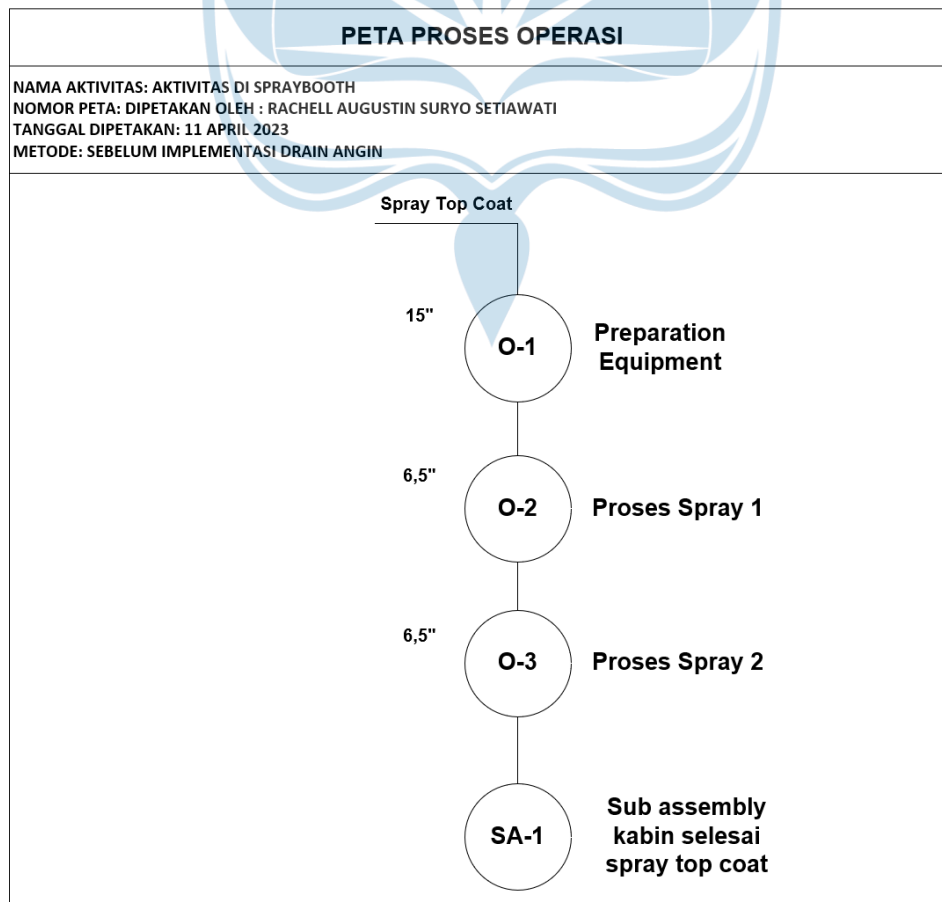 PETA PROSES OPERASI
NAMA AKTIVITAS: AKTIVITAS DI SPRAYBOOTH
NOMOR PETA: DIPETAKAN OLEH : RACHELL AUGUSTIN SURYO SETIAWATI
TANGGAL DIPETAKAN: 11 APRIL 2023
METODE: SEBELUM IMPLEMENTASI DRAIN ANGIN
Spray Top Coat
15"
O-1
Preparation
Equipment
6,5"
O-2
Proses Spray 1
6,5"
O-3
Proses Spray 2
SA-1
Sub assembly
kabin selesai
spray top coat